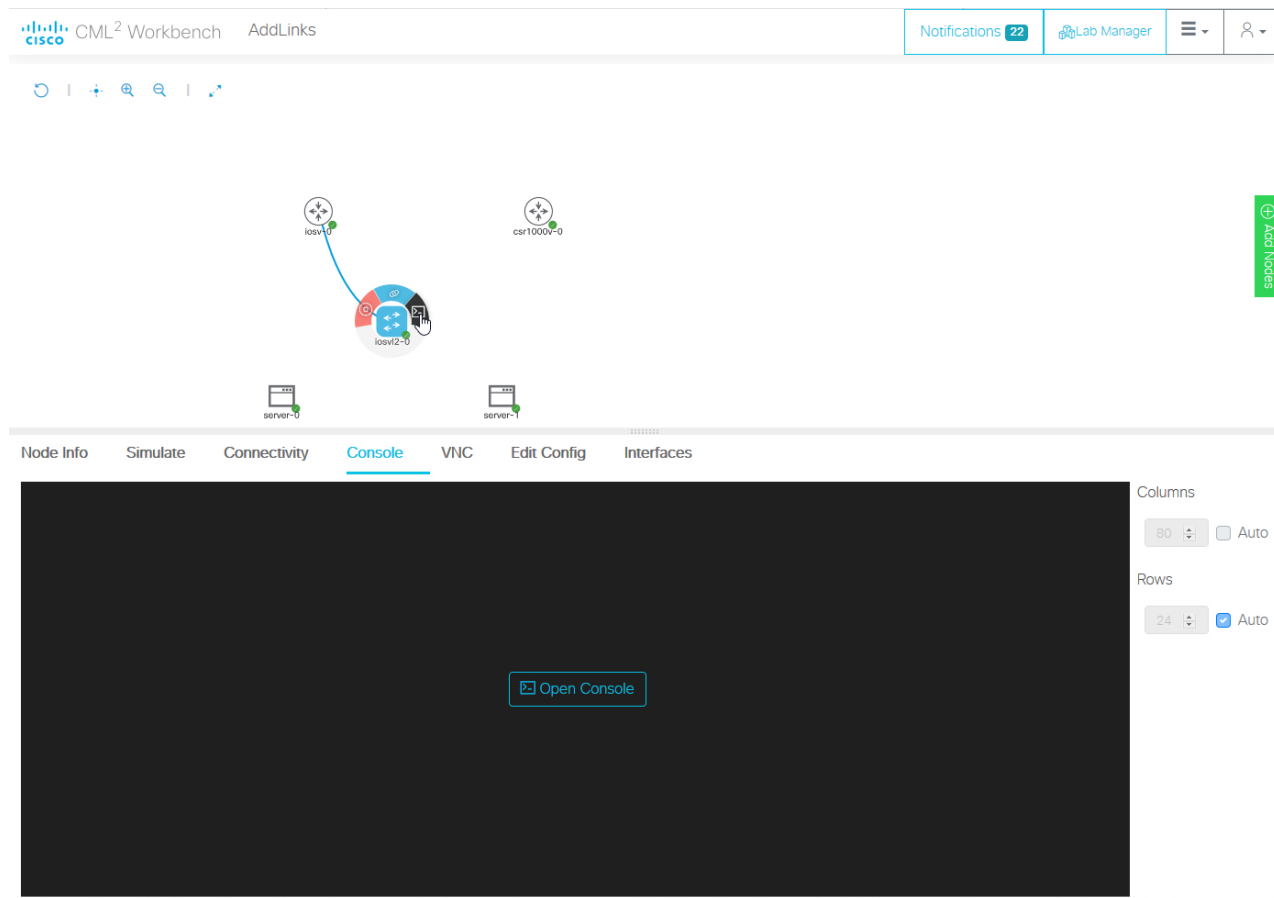 CISCO CML2 Workbench AddLinks Notifications 22 Lab Manager
iosv-0 csr1000v-0
Add Nodes
iosvl2-0
server-0 server-1
Node Info Simulate Connectivity Console VNC Edit Config Interfaces
Columns
80 Auto
Rows
24 Auto
Open Console